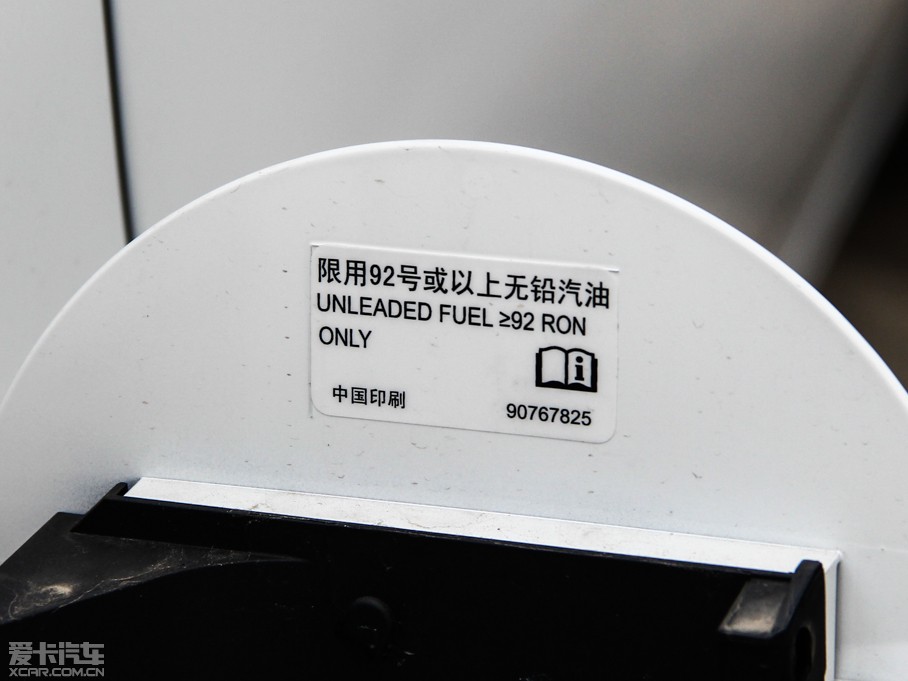 限用92号或以上无铅汽油
UNLEADED FUEL ≥92 RON
ONLY
中国印刷
90767825
爱卡汽车
XCAR.COM.CN